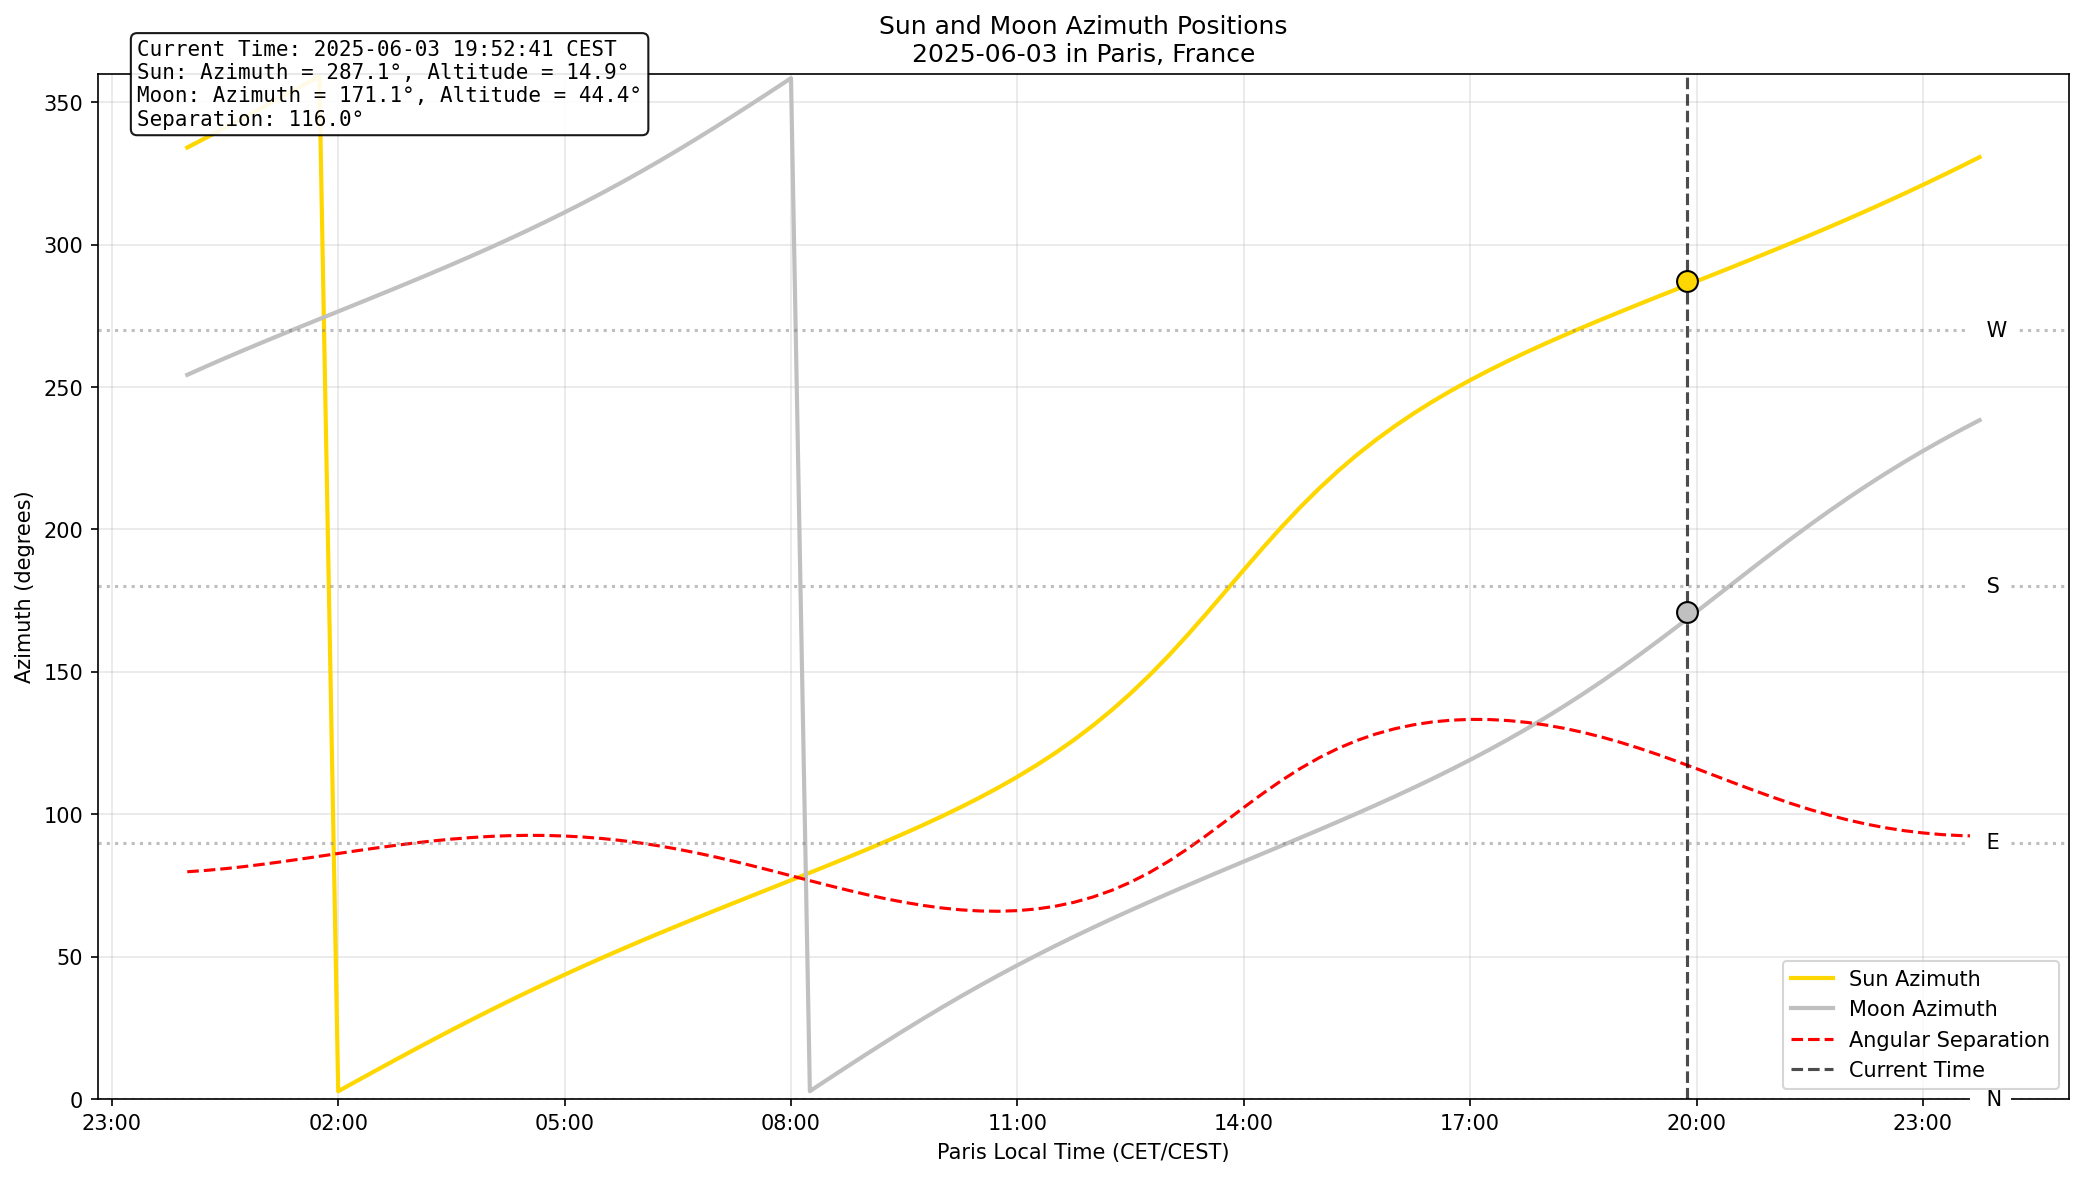 Sun and Moon Azimuth Positions
2025-06-03 in Paris, France
Current Time: 2025-06-03 19:52:41 CEST
Sun: Azimuth = 287.1°, Altitude = 14.9°
Moon: Azimuth = 171.1°, Altitude = 44.4°
Separation: 116.0°
Azimuth (degrees)
350
300
250
200
150
100
50
0
W
S
E
N
Sun Azimuth
Moon Azimuth
Angular Separation
Current Time
23:00 02:00 05:00 08:00 11:00 14:00 17:00 20:00 23:00
Paris Local Time (CET/CEST)